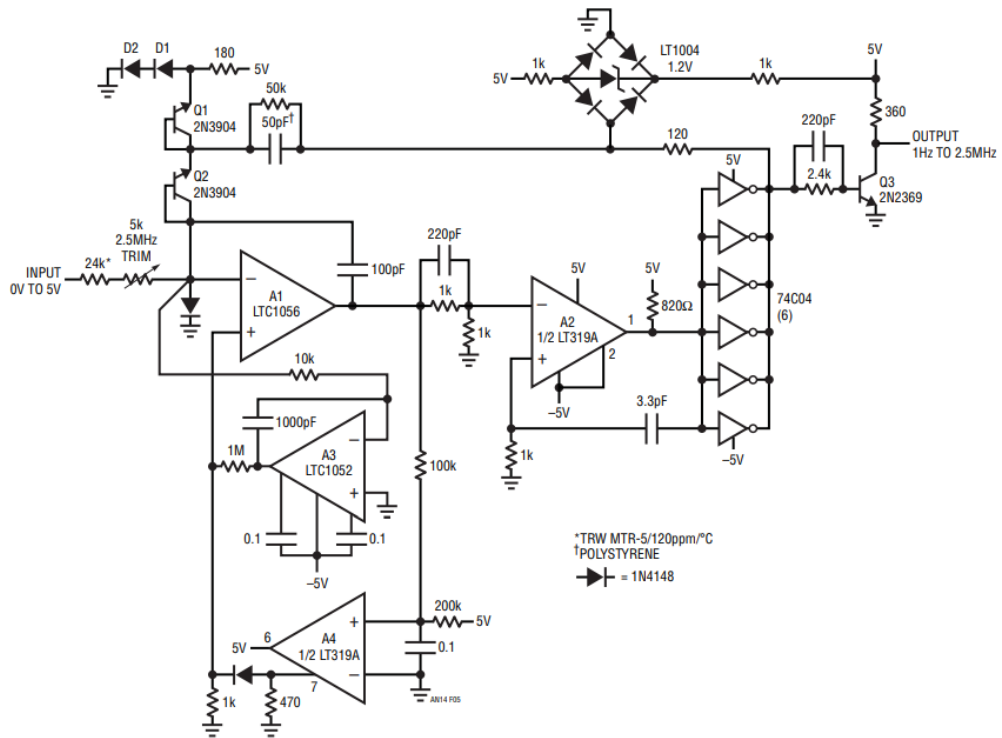 D2 D1
180
5V
50k
Q1
2N3904
50pF†
Q2
2N3904
5k
2.5MHz
TRIM
INPUT
0V TO 5V
24k*
100pF
−
+
A1
LTC1056
10k
1000pF
1M
A3
LTC1052
−
+
0.1
0.1
−5V
220pF
1k
1k
100k
200k
5V
0.1
A4
1/2 LT319A
+
−
6
7
5V
1k
470
AN14 F05
5V
1k
LT1004
1.2V
1k
5V
360
120
220pF
2.4k
OUTPUT
1Hz TO 2.5MHz
Q3
2N2369
5V
−
+
A2
1/2 LT319A
1
2
−5V
5V
820Ω
1k
3.3pF
5V
74C04
(6)
−5V
*TRW MTR-5/120ppm/°C
†POLYSTYRENE
= 1N4148